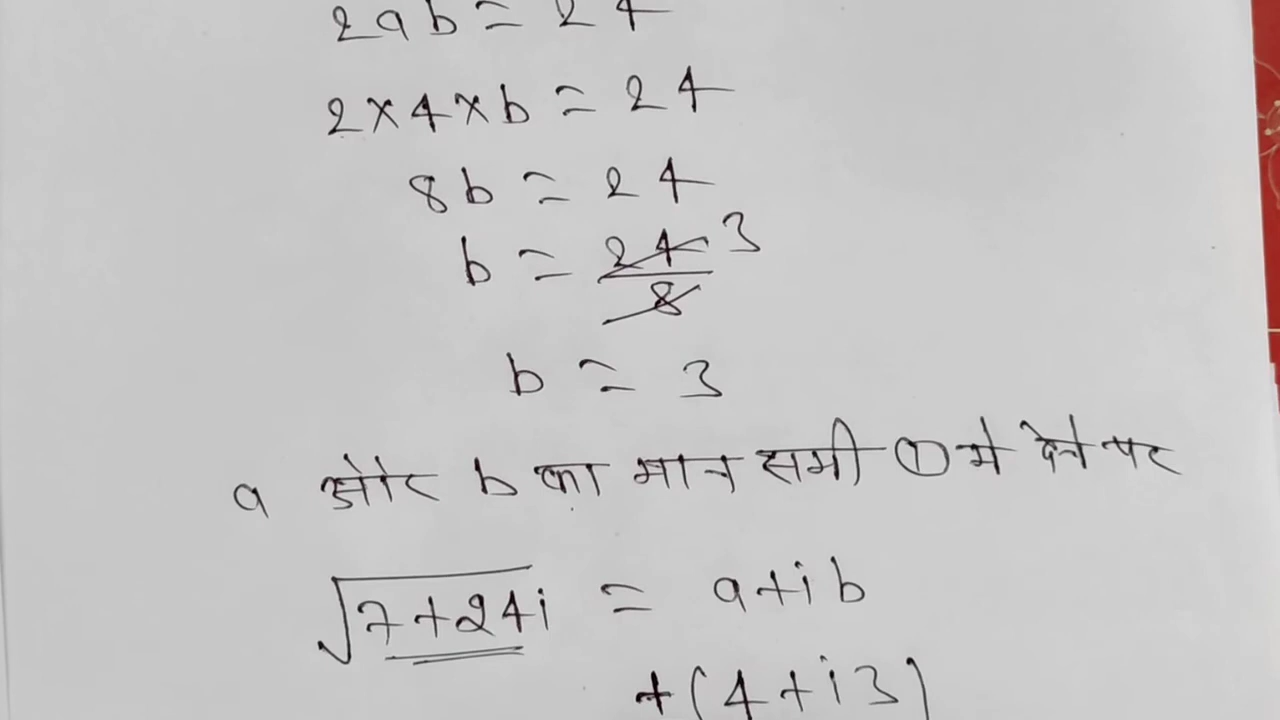 2ab = 24
2×4×b = 24
8b = 24
b = 24/8 3
b = 3
a और b का मान समी ① मे देने पर
√7+24i = a+ib
+(4+i3)